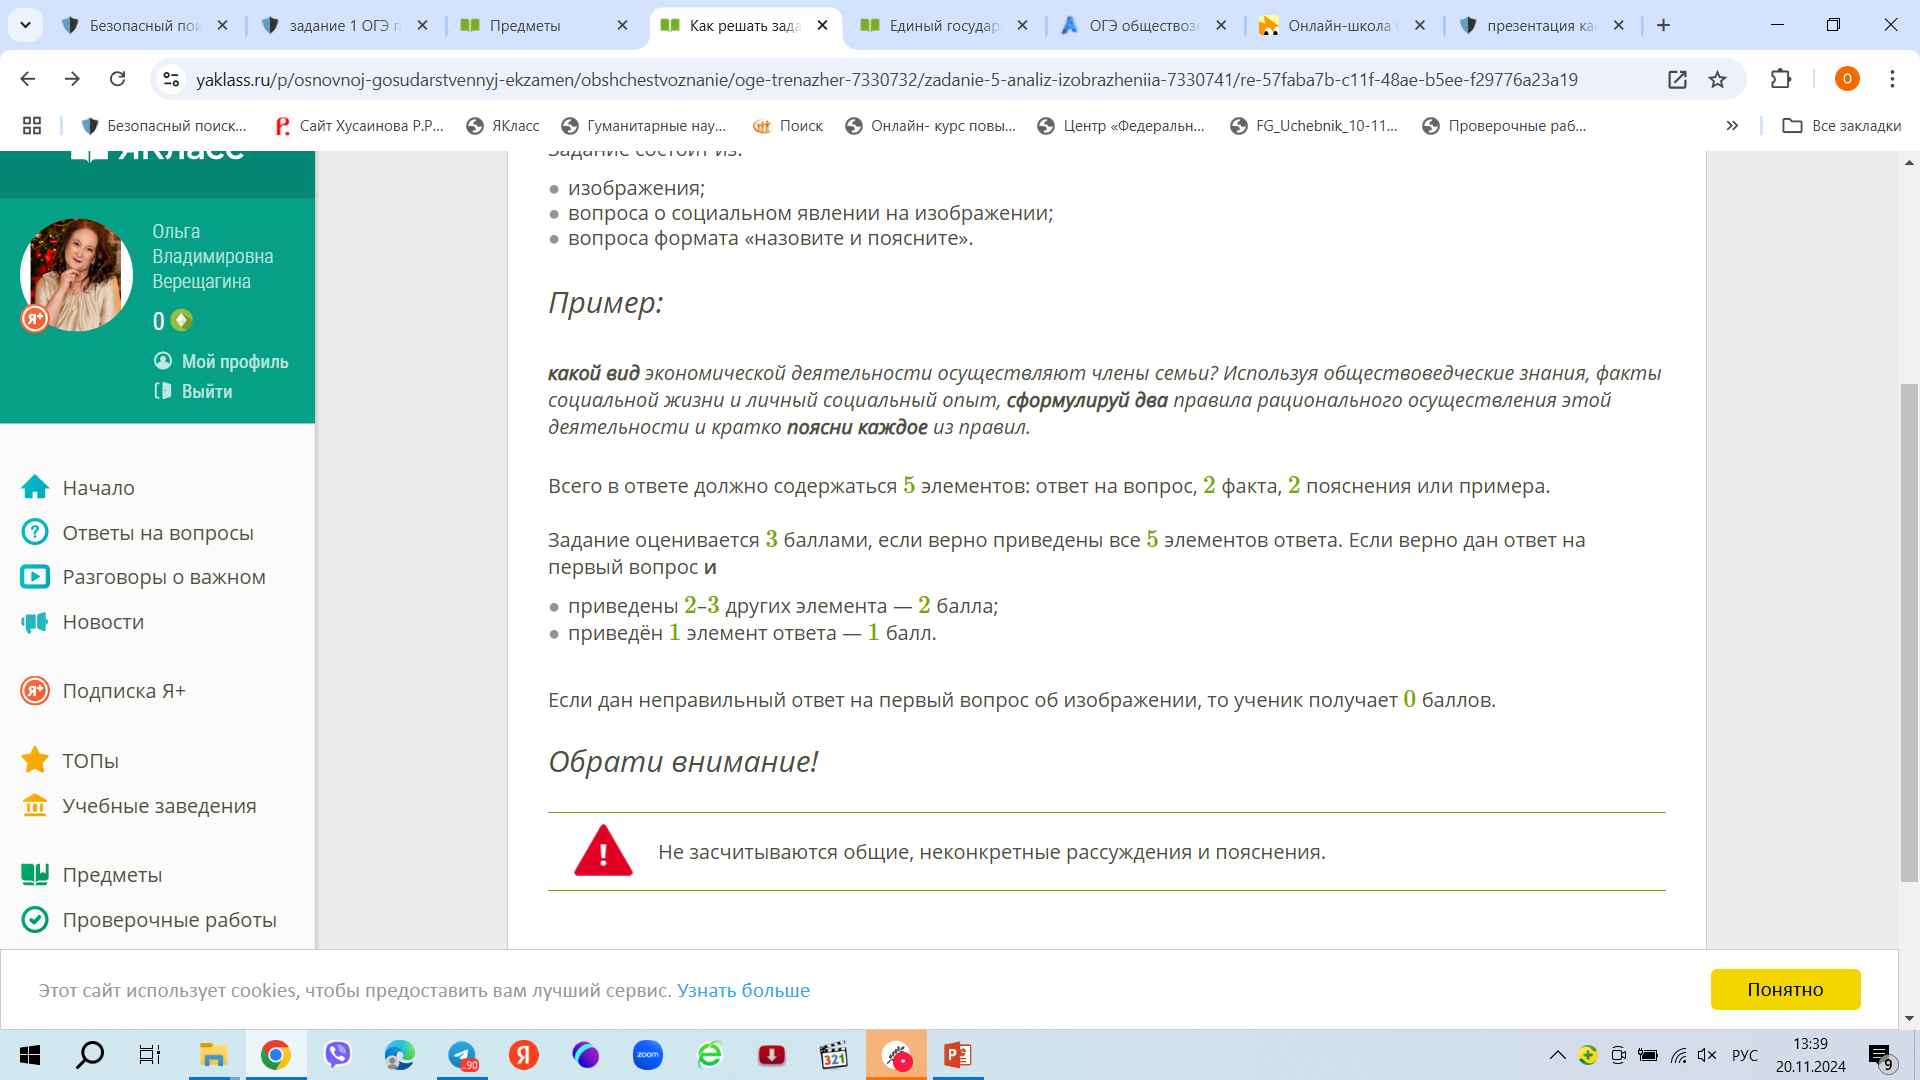 Безопасный пои
задание 1 ОГЭ п
Предметы
Как решать зада
Единый государ
ОГЭ обществоз
Онлайн-школа
презентация ка
yaklass.ru/p/osnovnoj-gosudarstvennyj-ekzamen/obshchestvoznanie/oge-trenazher-7330732/zadanie-5-analiz-izobrazheniia-7330741/re-57faba7b-c11f-48ae-b5ee-f29776a23a19
О
Безопасный поиск...
Сайт Хусаинова Р.Р...
ЯКласс
Гуманитарные нау...
Поиск
Онлайн- курс повы...
Центр «Федеральн...
FG_Uchebnik_10-11...
Проверочные раб...
Все закладки
ЯКласс
Ольга
Владимировна
Верещагина
Я+
0
Мой профиль
Выйти
Начало
Ответы на вопросы
Разговоры о важном
Новости
Я+ Подписка Я+
ТОПы
Учебные заведения
Предметы
Проверочные работы
Задание состоит из:
изображения;
вопроса о социальном явлении на изображении;
вопроса формата «назовите и поясните».
Пример:
какой вид экономической деятельности осуществляют члены семьи? Используя обществоведческие знания, факты
социальной жизни и личный социальный опыт, сформулируй два правила рационального осуществления этой
деятельности и кратко поясни каждое из правил.
Всего в ответе должно содержаться 5 элементов: ответ на вопрос, 2 факта, 2 пояснения или примера.
Задание оценивается 3 баллами, если верно приведены все 5 элементов ответа. Если верно дан ответ на
первый вопрос и
приведены 2–3 других элемента — 2 балла;
приведён 1 элемент ответа — 1 балл.
Если дан неправильный ответ на первый вопрос об изображении, то ученик получает 0 баллов.
Обрати внимание!
Не засчитываются общие, неконкретные рассуждения и пояснения.
Этот сайт использует cookies, чтобы предоставить вам лучший сервис. Узнать больше
Понятно
..90
Я
zoom
321
РУС
13:39
20.11.2024
9